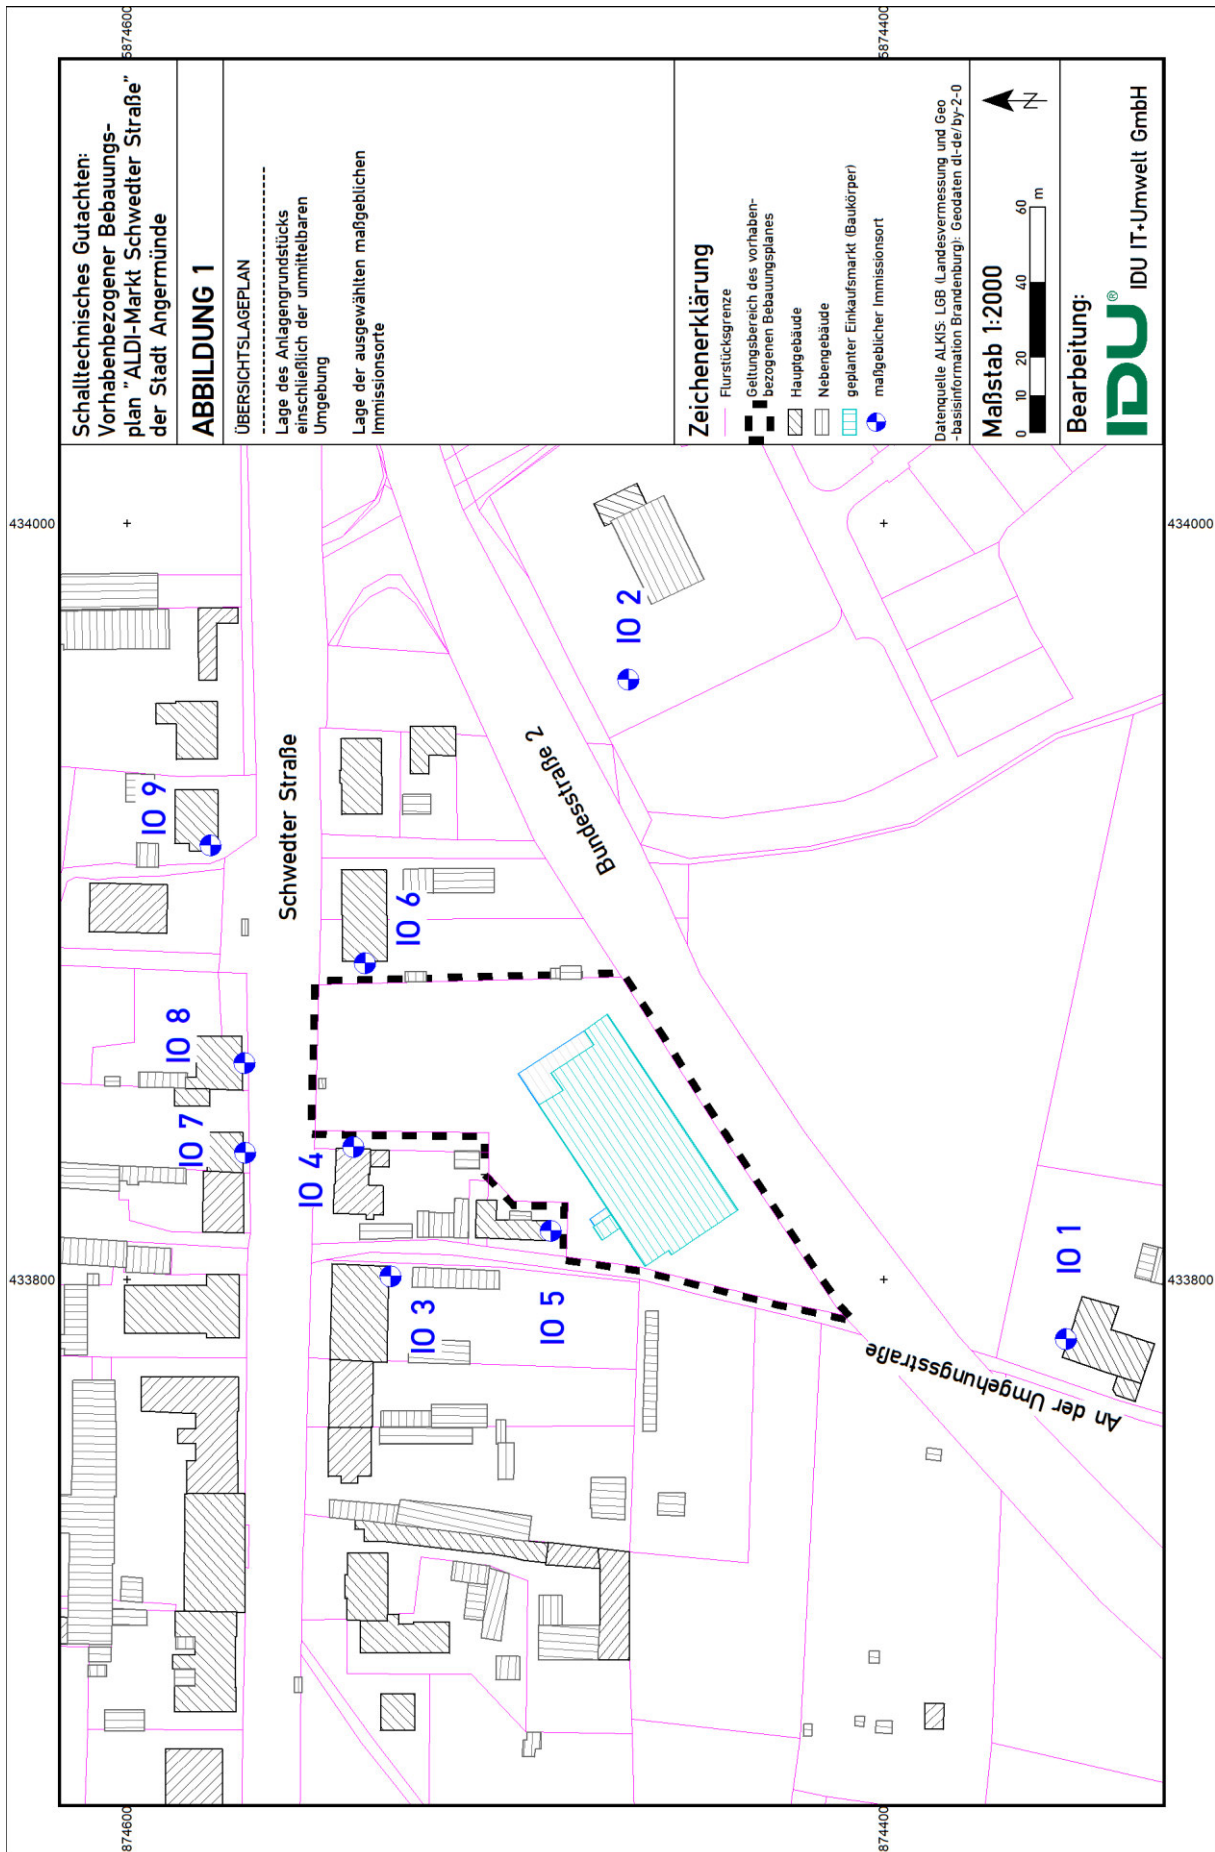 Schalltechnisches Gutachten:
Vorhabenbezogener Bebauungs-
plan "ALDI-Markt Schwedter Straße"
der Stadt Angermünde
ABBILDUNG 1
ÜBERSICHTSLAGEPLAN
Lage des Anlagengrundstücks
einschließlich der unmittelbaren
Umgebung
Lage der ausgewählten maßgeblichen
Immissionsorte
Zeichenerklärung
Flurstücksgrenze
Geltungsbereich des vorhaben-
bezogenen Bebauungsplanes
Hauptgebäude
Nebengebäude
geplanter Einkaufsmarkt (Baukörper)
maßgeblicher Immissionsort
Datenquelle ALKIS: LGB (Landesvermessung und Geo
-basisinformation Brandenburg): Geodaten dl-de/by-2-0
Maßstab 1:2000
0 10 20 40 60
m
N
Bearbeitung:
IDU® IDU IT+Umwelt GmbH
5874600
5874400
434000
434000
433800
433800
874600
874400
Schwedter Straße
Bundesstraße 2
An der Umgehungsstraße
IO 1
IO 2
IO 3
IO 4
IO 5
IO 6
IO 7
IO 8
IO 9